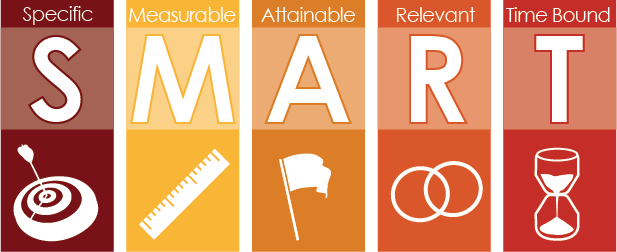 Specific Measurable Attainable Relevant Time Bound
S M A R T